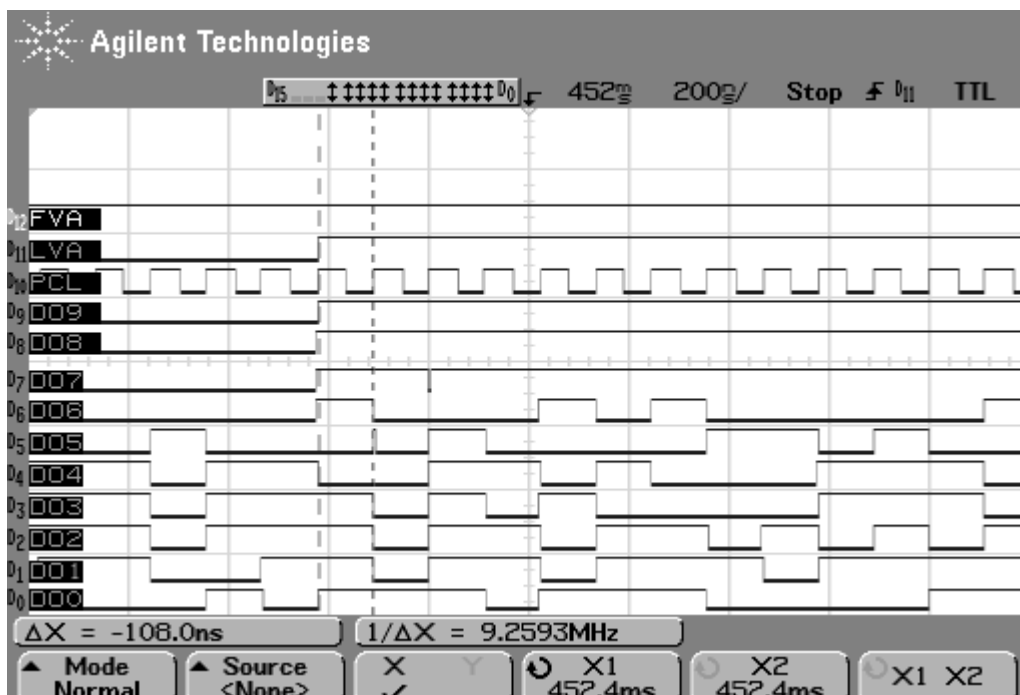 Agilent Technologies
D15 D0 452ms 200ns/ Stop D11 TTL
D12 FVA
D11 LVA
D10 PCL
D9 DO9
D8 DO8
D7 DO7
D6 DO6
D5 DO5
D4 DO4
D3 DO3
D2 DO2
D1 DO1
D0 DO0
ΔX = -108.0ns 1/ΔX = 9.2593MHz
Mode Source X Y X1 X2 X1 X2
Normal <None> ✓ 452.4ms 452.4ms